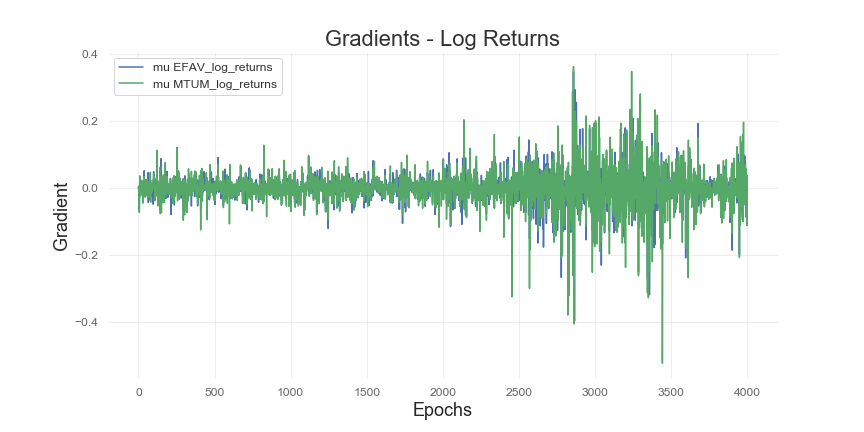 Gradients - Log Returns
mu EFAV_log_returns
mu MTUM_log_returns
0.4
0.2
0.0
−0.2
−0.4
Gradient
0 500 1000 1500 2000 2500 3000 3500 4000
Epochs